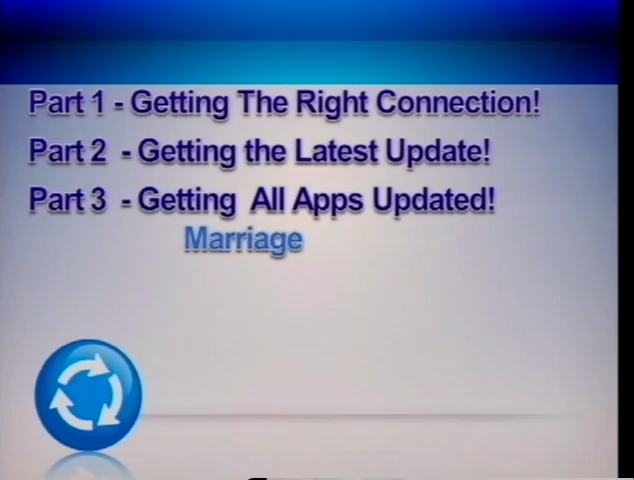 Part 1 - Getting The Right Connection!
Part 2 - Getting the Latest Update!
Part 3 - Getting All Apps Updated!
Marriage